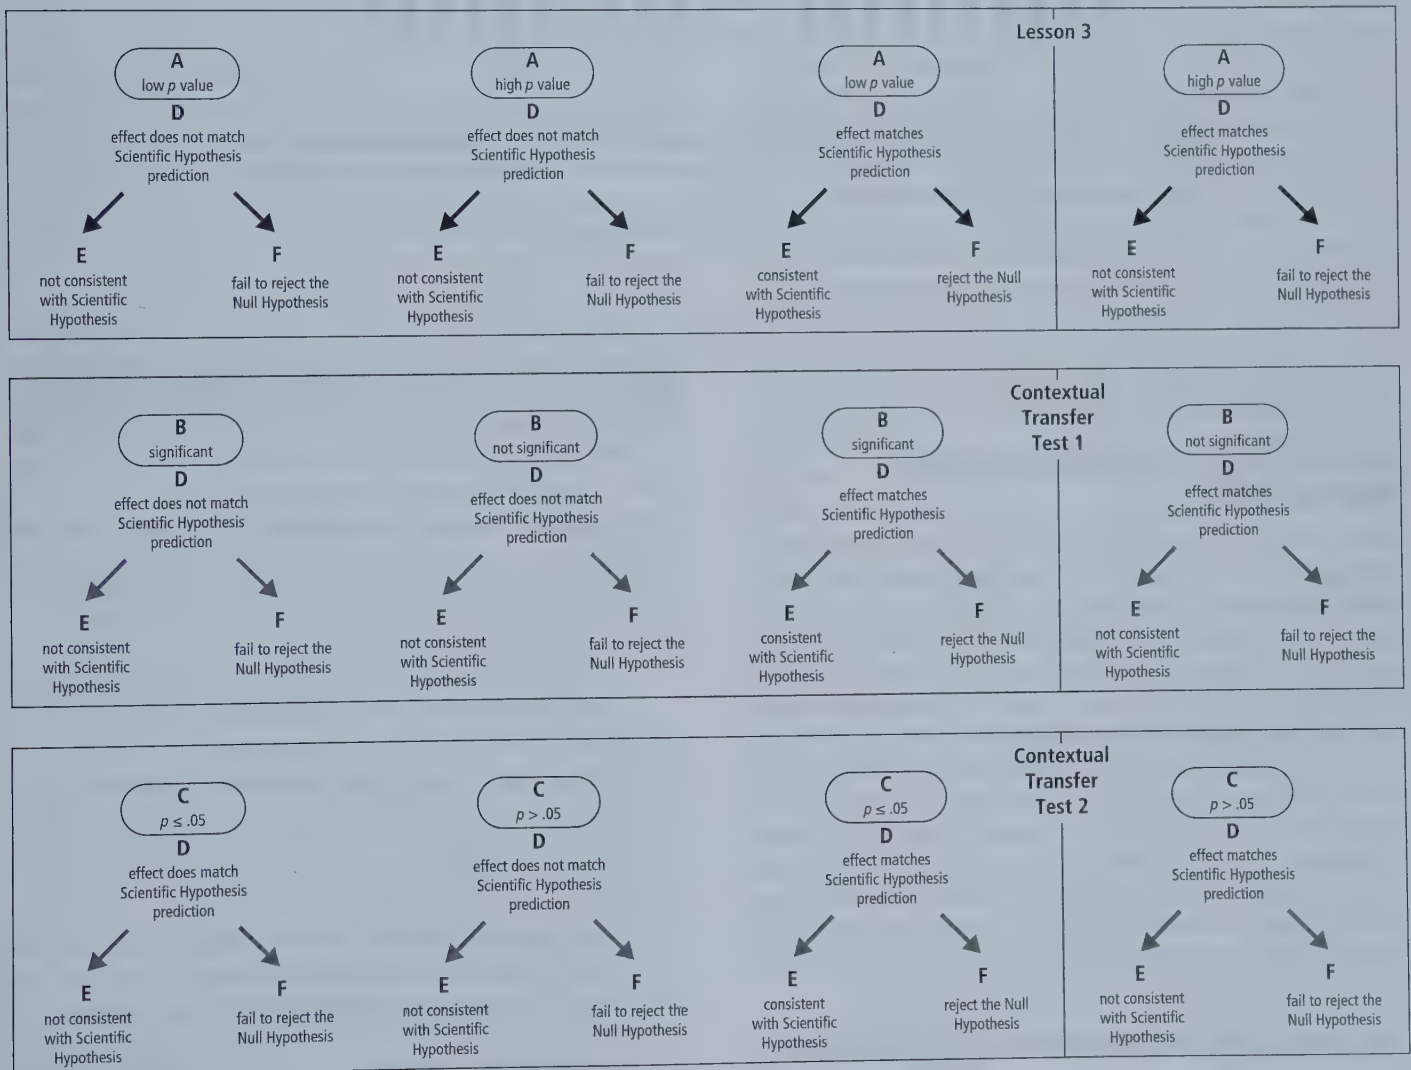 Lesson 3
A
low p value
D
effect does not match
Scientific Hypothesis
prediction
E
not consistent
with Scientific
Hypothesis
F
fail to reject the
Null Hypothesis
A
high p value
D
effect does not match
Scientific Hypothesis
prediction
E
not consistent
with Scientific
Hypothesis
F
fail to reject the
Null Hypothesis
A
low p value
D
effect matches
Scientific Hypothesis
prediction
E
consistent
with Scientific
Hypothesis
F
reject the Null
Hypothesis
A
high p value
D
effect matches
Scientific Hypothesis
prediction
E
not consistent
with Scientific
Hypothesis
F
fail to reject the
Null Hypothesis
Contextual
Transfer
Test 1
B
significant
D
effect does not match
Scientific Hypothesis
prediction
E
not consistent
with Scientific
Hypothesis
F
fail to reject the
Null Hypothesis
B
not significant
D
effect does not match
Scientific Hypothesis
prediction
E
not consistent
with Scientific
Hypothesis
F
fail to reject the
Null Hypothesis
B
significant
D
effect matches
Scientific Hypothesis
prediction
E
consistent
with Scientific
Hypothesis
F
reject the Null
Hypothesis
B
not significant
D
effect matches
Scientific Hypothesis
prediction
E
not consistent
with Scientific
Hypothesis
F
fail to reject the
Null Hypothesis
Contextual
Transfer
Test 2
C
p ≤ .05
D
effect does match
Scientific Hypothesis
prediction
E
not consistent
with Scientific
Hypothesis
F
fail to reject the
Null Hypothesis
C
p > .05
D
effect does not match
Scientific Hypothesis
prediction
E
not consistent
with Scientific
Hypothesis
F
fail to reject the
Null Hypothesis
C
p ≤ .05
D
effect matches
Scientific Hypothesis
prediction
E
consistent
with Scientific
Hypothesis
F
reject the Null
Hypothesis
C
p > .05
D
effect matches
Scientific Hypothesis
prediction
E
not consistent
with Scientific
Hypothesis
F
fail to reject the
Null Hypothesis